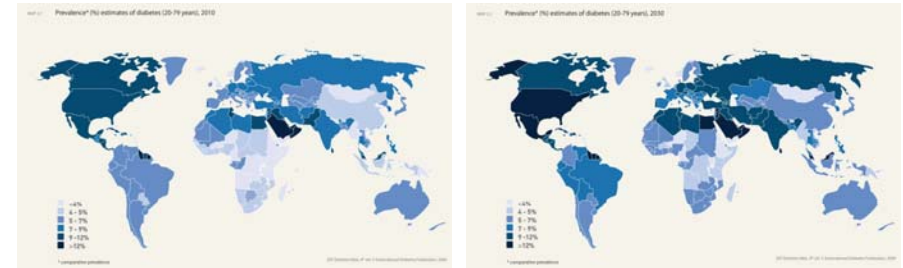 Prevalence* (%) estimates of diabetes (20-79 years), 2010
<4%
4 - 5%
5 - 7%
7 - 9%
9 -12%
>12%
* comparative prevalence
Prevalence* (%) estimates of diabetes (20-79 years), 2030
<4%
4 - 5%
5 - 7%
7 - 9%
9 -12%
>12%
* comparative prevalence